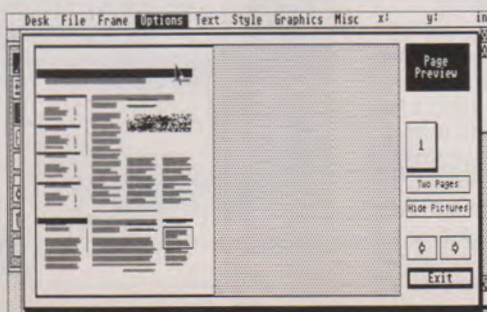 Desk File Frame Options Text Style Graphics Misc x: y: in
Page
Preview
1
Two Pages
Hide Pictures
Exit